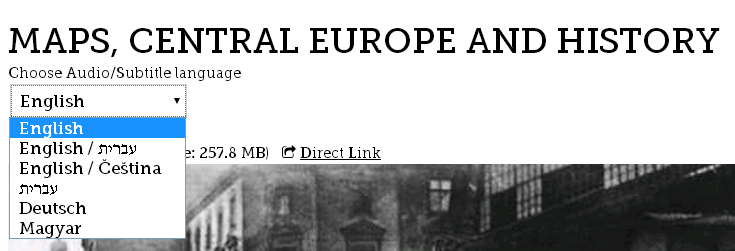 MAPS, CENTRAL EUROPE AND HISTORY
Choose Audio/Subtitle language
English
English
English / עברית
e: 257.8 MB) Direct Link
English / Čeština
עברית
Deutsch
Magyar